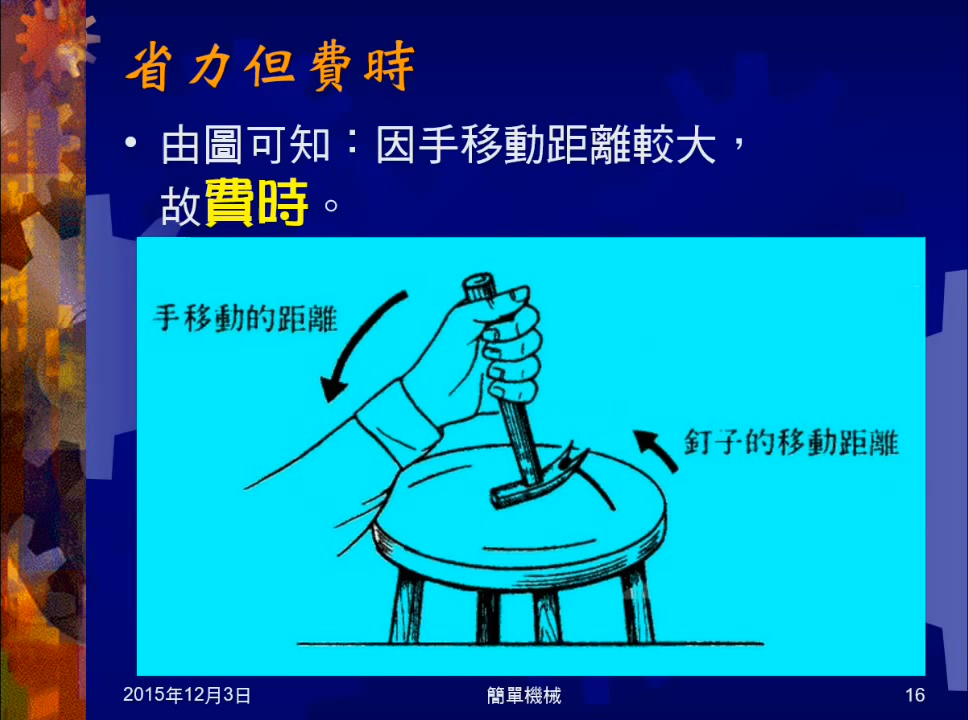 省力但費時
• 由圖可知：因手移動距離較大，
故費時。
手移動的距離
釘子的移動距離
2015年12月3日
簡單機械
16